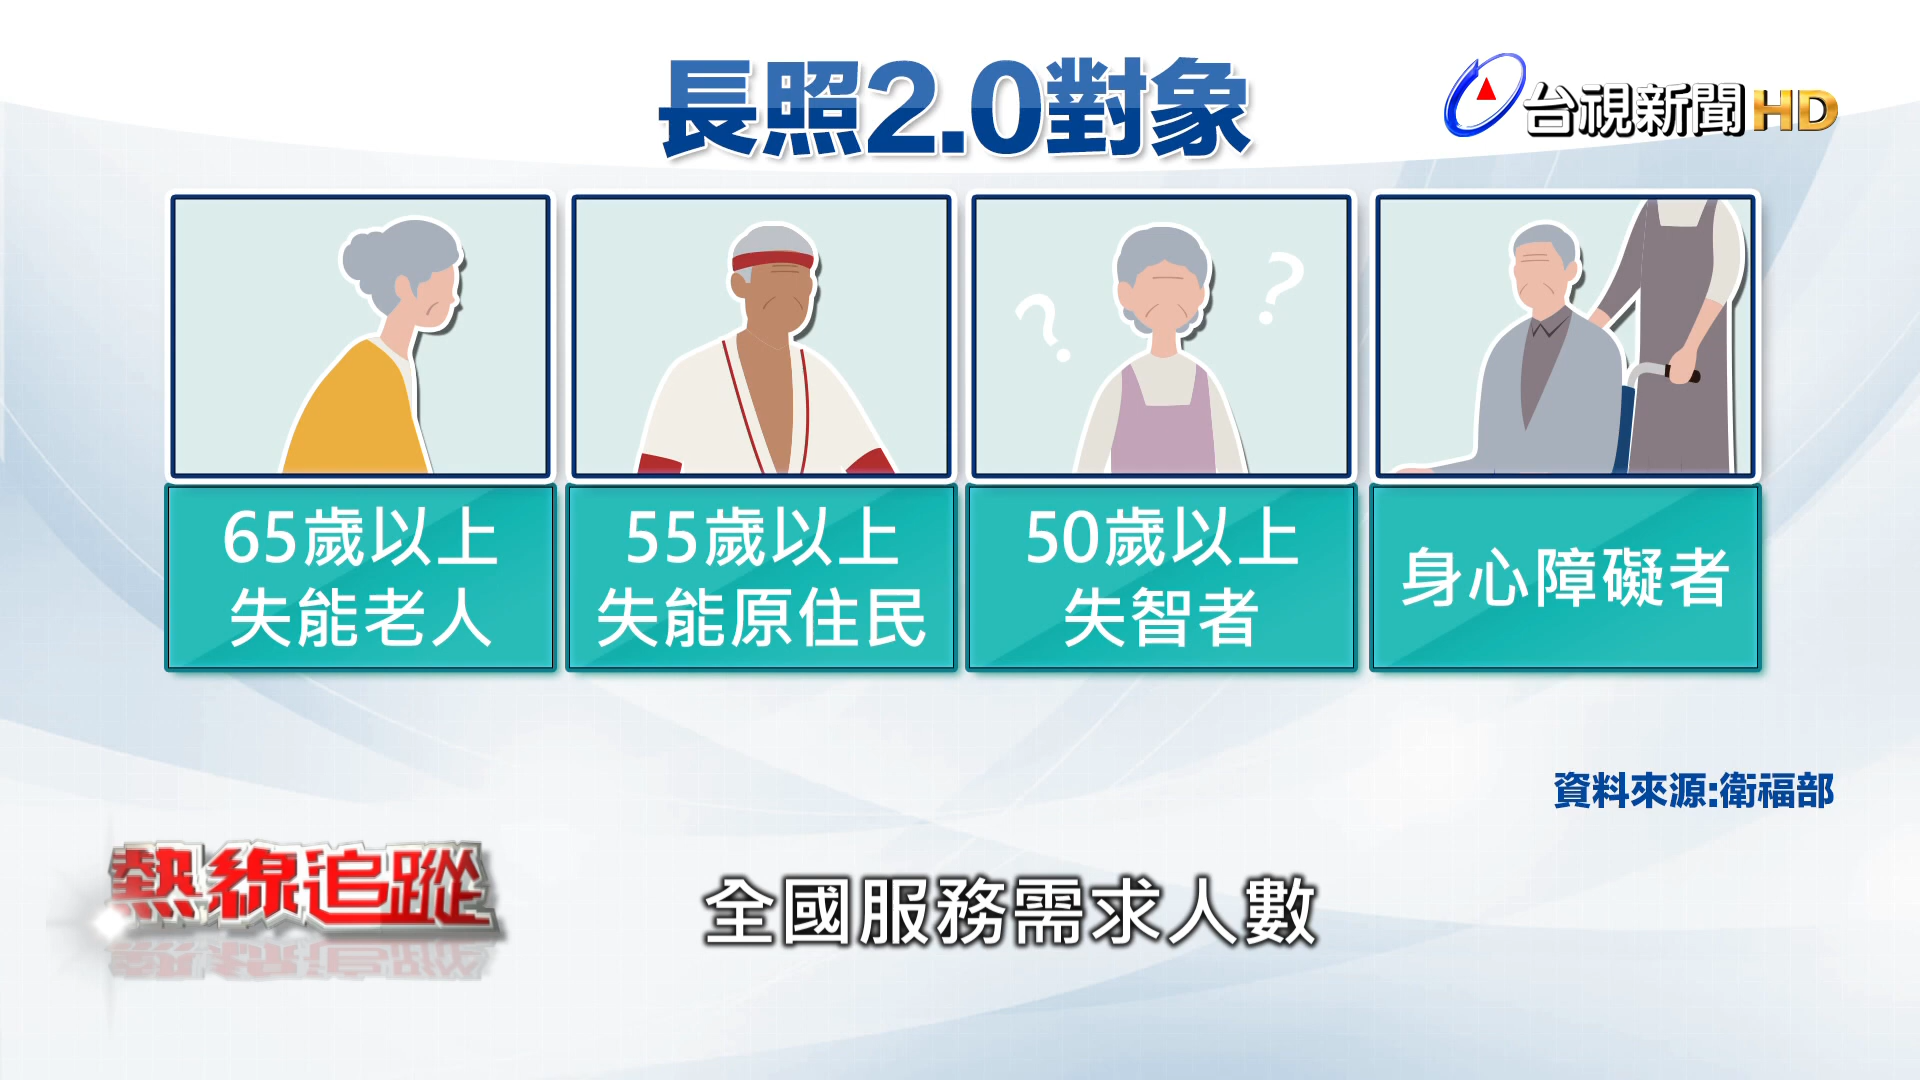 長照2.0對象
台視新聞HD
65歲以上
失能老人
55歲以上
失能原住民
50歲以上
失智者
身心障礙者
資料來源:衛福部
熱線追蹤
全國服務需求人數